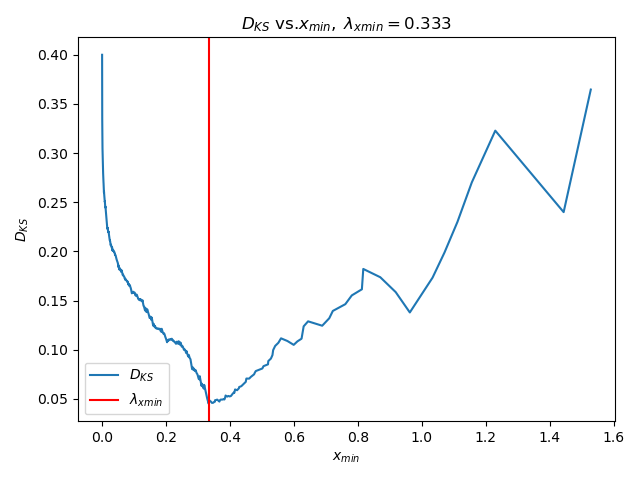 D_KS vs.x_min, λ_xmin = 0.333
0.40
0.35
0.30
0.25
0.20
0.15
0.10
0.05
D_KS
D_KS
λ_xmin
0.0 0.2 0.4 0.6 0.8 1.0 1.2 1.4 1.6
x_min